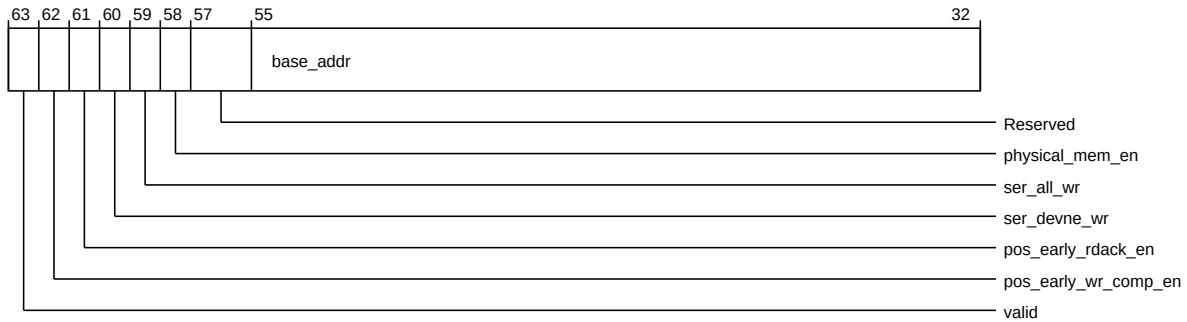 63 62 61 60 59 58 57 55 32
base_addr
Reserved
physical_mem_en
ser_all_wr
ser_devne_wr
pos_early_rdack_en
pos_early_wr_comp_en
valid